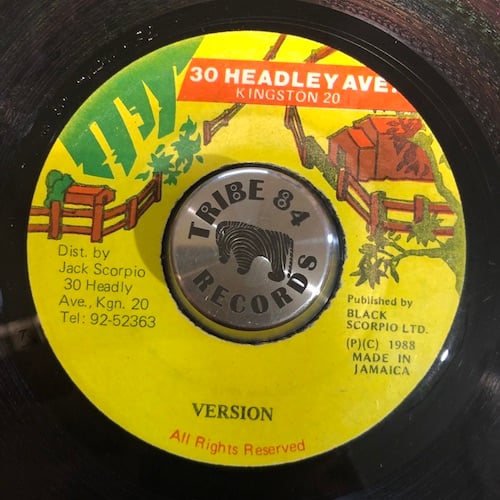 30 HEADLEY AVE.
KINGSTON 20
TRIBE 84
RECORDS
Dist. by
Jack Scorpio
30 Headly
Ave., Kgn. 20
Tel: 92-52363
Published by
BLACK
SCORPIO LTD.
(P)(C) 1988
MADE IN
JAMAICA
VERSION
All Rights Reserved